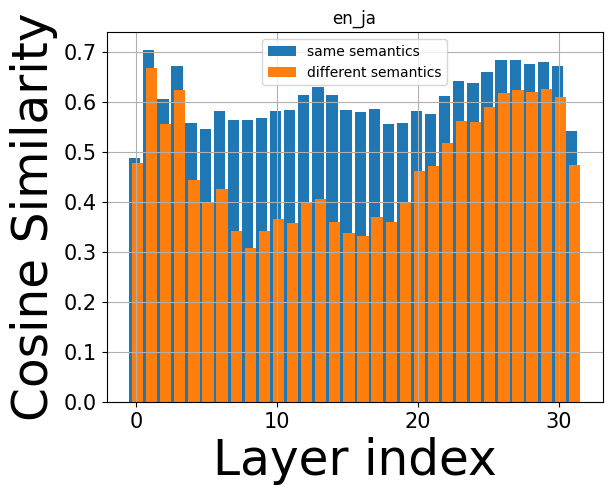 en_ja
same semantics
different semantics
Cosine Similarity
0.7
0.6
0.5
0.4
0.3
0.2
0.1
0.0
0 10 20 30
Layer index